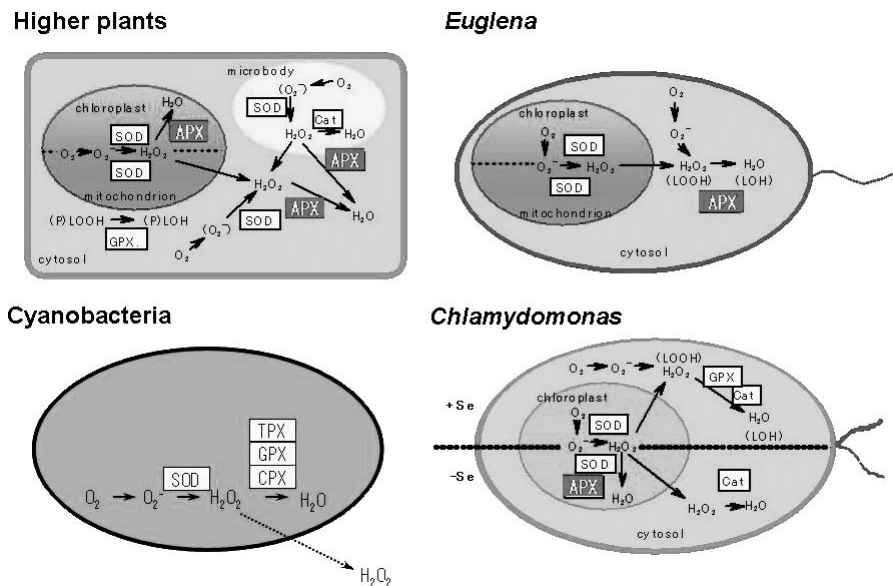 Higher plants
microbody
(O₂⁻) O₂
SOD
H₂O₂ Cat H₂O
chloroplast
H₂O
SOD APX
O₂ O₂⁻ H₂O₂
SOD
mitochondrion
APX
H₂O₂
APX
H₂O
(P)LOOH (P)LOH
GPX.
O₂ (O₂⁻) SOD
cytosol
Euglena
O₂
O₂⁻
chloroplast
O₂
SOD
O₂⁻ H₂O₂
SOD
mitochondrion
H₂O₂ H₂O
(LOOH) (LOH)
APX
cytosol
Cyanobacteria
TPX
GPX
CPX
SOD
O₂ O₂⁻ H₂O₂ H₂O
H₂O₂
Chlamydomonas
(LOOH)
O₂ O₂⁻ H₂O₂
GPX
Cat
H₂O
(LOH)
+Se
chloroplast
O₂
SOD
O₂⁻ H₂O₂
SOD
-Se
APX
H₂O
Cat
H₂O₂ H₂O
cytosol